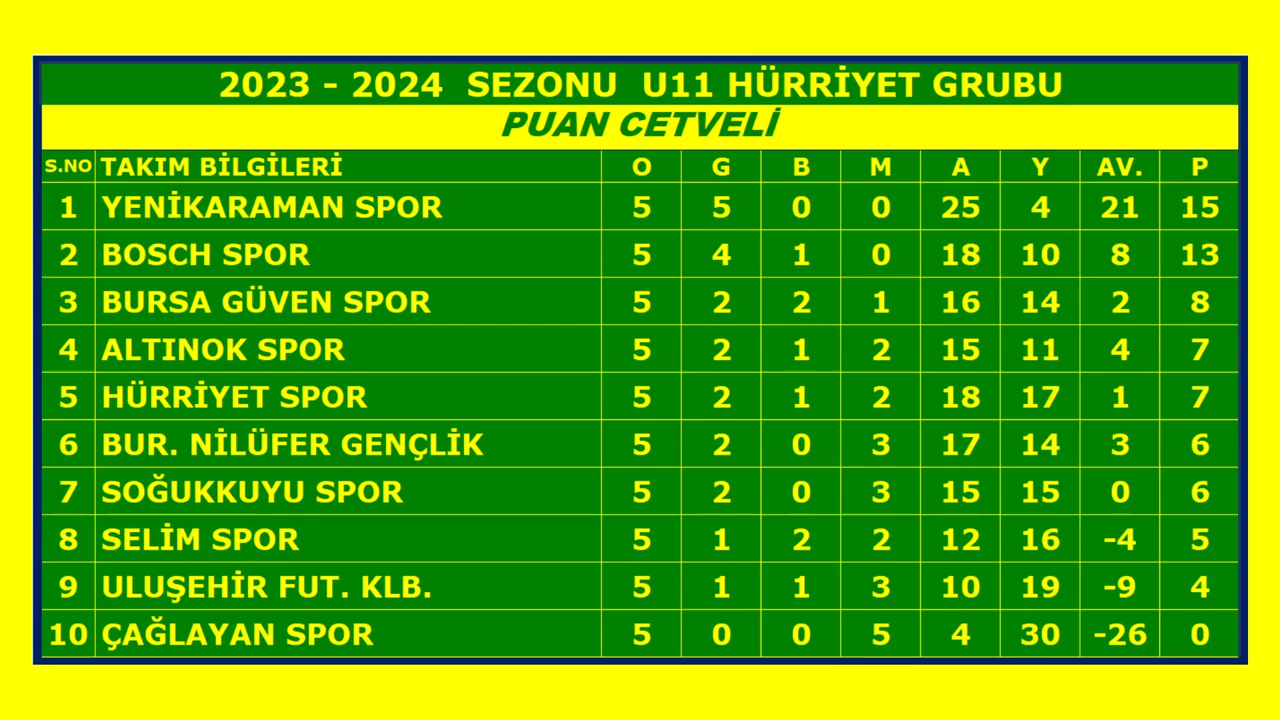 2023 - 2024 SEZONU U11 HÜRRİYET GRUBU
PUAN CETVELİ
S.NO TAKIM BİLGİLERİ O G B M A Y AV. P
1 YENİKARAMAN SPOR 5 5 0 0 25 4 21 15
2 BOSCH SPOR 5 4 1 0 18 10 8 13
3 BURSA GÜVEN SPOR 5 2 2 1 16 14 2 8
4 ALTINOK SPOR 5 2 1 2 15 11 4 7
5 HÜRRİYET SPOR 5 2 1 2 18 17 1 7
6 BUR. NİLÜFER GENÇLİK 5 2 0 3 17 14 3 6
7 SOĞUKKUYU SPOR 5 2 0 3 15 15 0 6
8 SELİM SPOR 5 1 2 2 12 16 -4 5
9 ULUŞEHİR FUT. KLB. 5 1 1 3 10 19 -9 4
10 ÇAĞLAYAN SPOR 5 0 0 5 4 30 -26 0